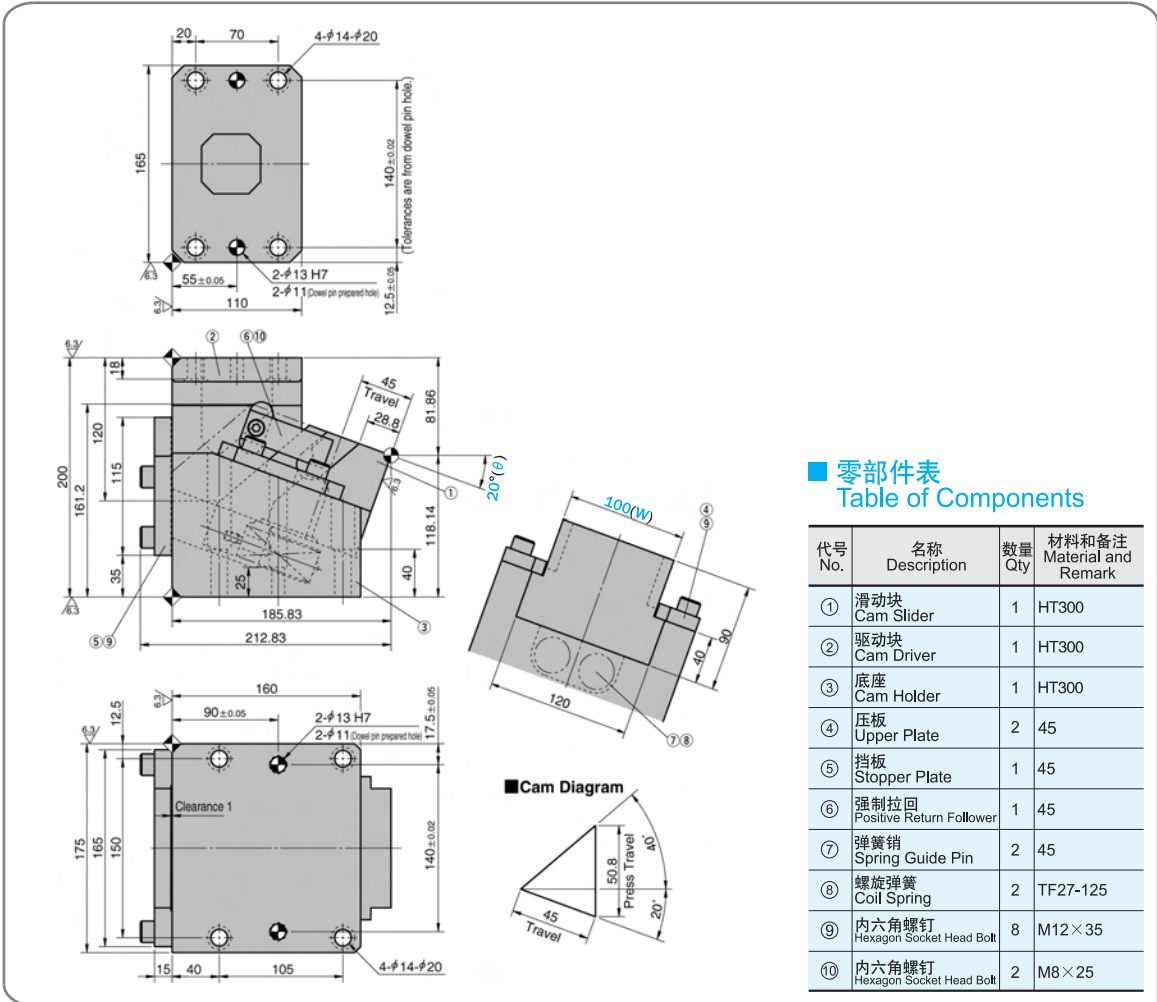 20
70
4-φ14-φ20
165
140±0.02
(Tolerances are from dowel pin hole.)
6.3
55±0.05
2-φ13 H7
2-φ11(Dowel pin prepared hole)
12.5±0.05
6.3
110
6.3
②
⑥⑩
18
45
Travel
28.8
81.86
120
200
161.2
115
20°(θ)
①
6.3
118.14
35
25
40
6.3
185.83
③
212.83
⑤⑨
100(W)
④
⑨
90
40
120
⑦⑧
160
6.3
12.5
90±0.05
2-φ13 H7
2-φ11(Dowel pin prepared hole)
17.5±0.05
6.3
Clearance 1
175
165
150
140±0.02
15
40
105
4-φ14-φ20
■Cam Diagram
40°
50.8
Press Travel
45
Travel
20°
■ 零部件表
Table of Components
代号 名称 数量 材料和备注
No. Description Qty Material and
Remark
① 滑动块 1 HT300
Cam Slider
② 驱动块 1 HT300
Cam Driver
③ 底座 1 HT300
Cam Holder
④ 压板 2 45
Upper Plate
⑤ 挡板 1 45
Stopper Plate
⑥ 强制拉回 1 45
Positive Return Follower
⑦ 弹簧销 2 45
Spring Guide Pin
⑧ 螺旋弹簧 2 TF27-125
Coil Spring
⑨ 内六角螺钉 8 M12×35
Hexagon Socket Head Bolt
⑩ 内六角螺钉 2 M8×25
Hexagon Socket Head Bolt